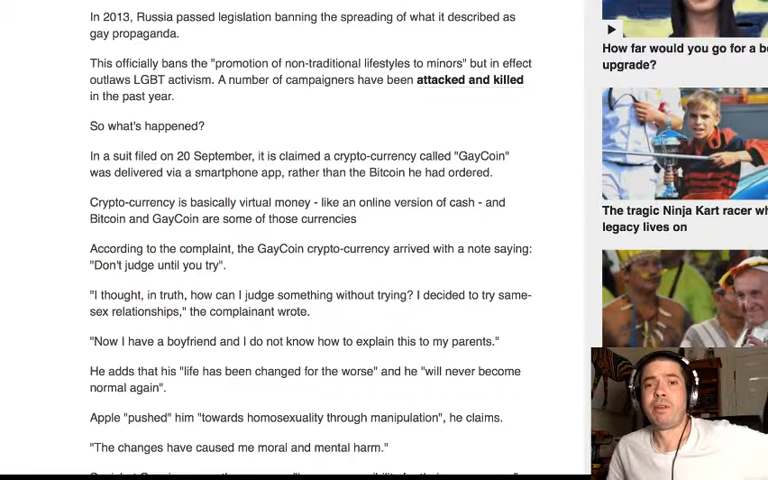 In 2013, Russia passed legislation banning the spreading of what it described as
gay propaganda.
This officially bans the "promotion of non-traditional lifestyles to minors" but in effect
outlaws LGBT activism. A number of campaigners have been attacked and killed
in the past year.
So what's happened?
In a suit filed on 20 September, it is claimed a crypto-currency called "GayCoin"
was delivered via a smartphone app, rather than the Bitcoin he had ordered.
Crypto-currency is basically virtual money - like an online version of cash - and
Bitcoin and GayCoin are some of those currencies
According to the complaint, the GayCoin crypto-currency arrived with a note saying:
"Don't judge until you try".
"I thought, in truth, how can I judge something without trying? I decided to try same-
sex relationships," the complainant wrote.
"Now I have a boyfriend and I do not know how to explain this to my parents."
He adds that his "life has been changed for the worse" and he "will never become
normal again".
Apple "pushed" him "towards homosexuality through manipulation", he claims.
"The changes have caused me moral and mental harm."
How far would you go for a
upgrade?
The tragic Ninja Kart racer
legacy lives on